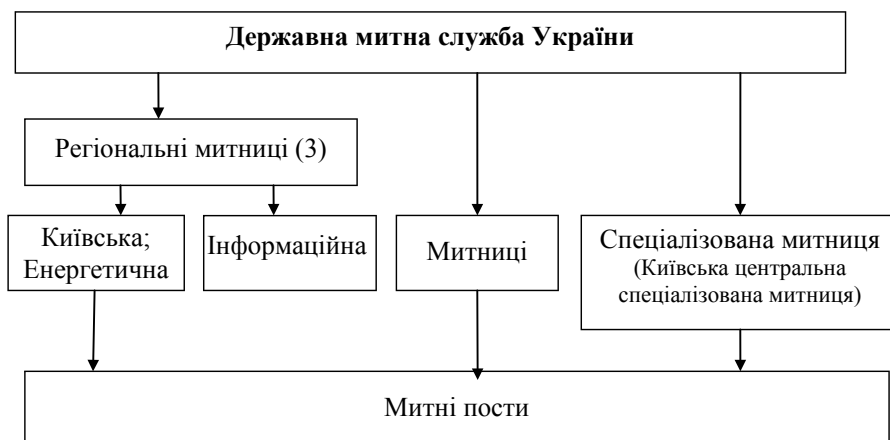 Державна митна служба України
Регіональні митниці (3)
Київська;
Енергетична
Інформаційна
Митниці
Спеціалізована митниця
(Київська центральна
спеціалізована митниця)
Митні пости